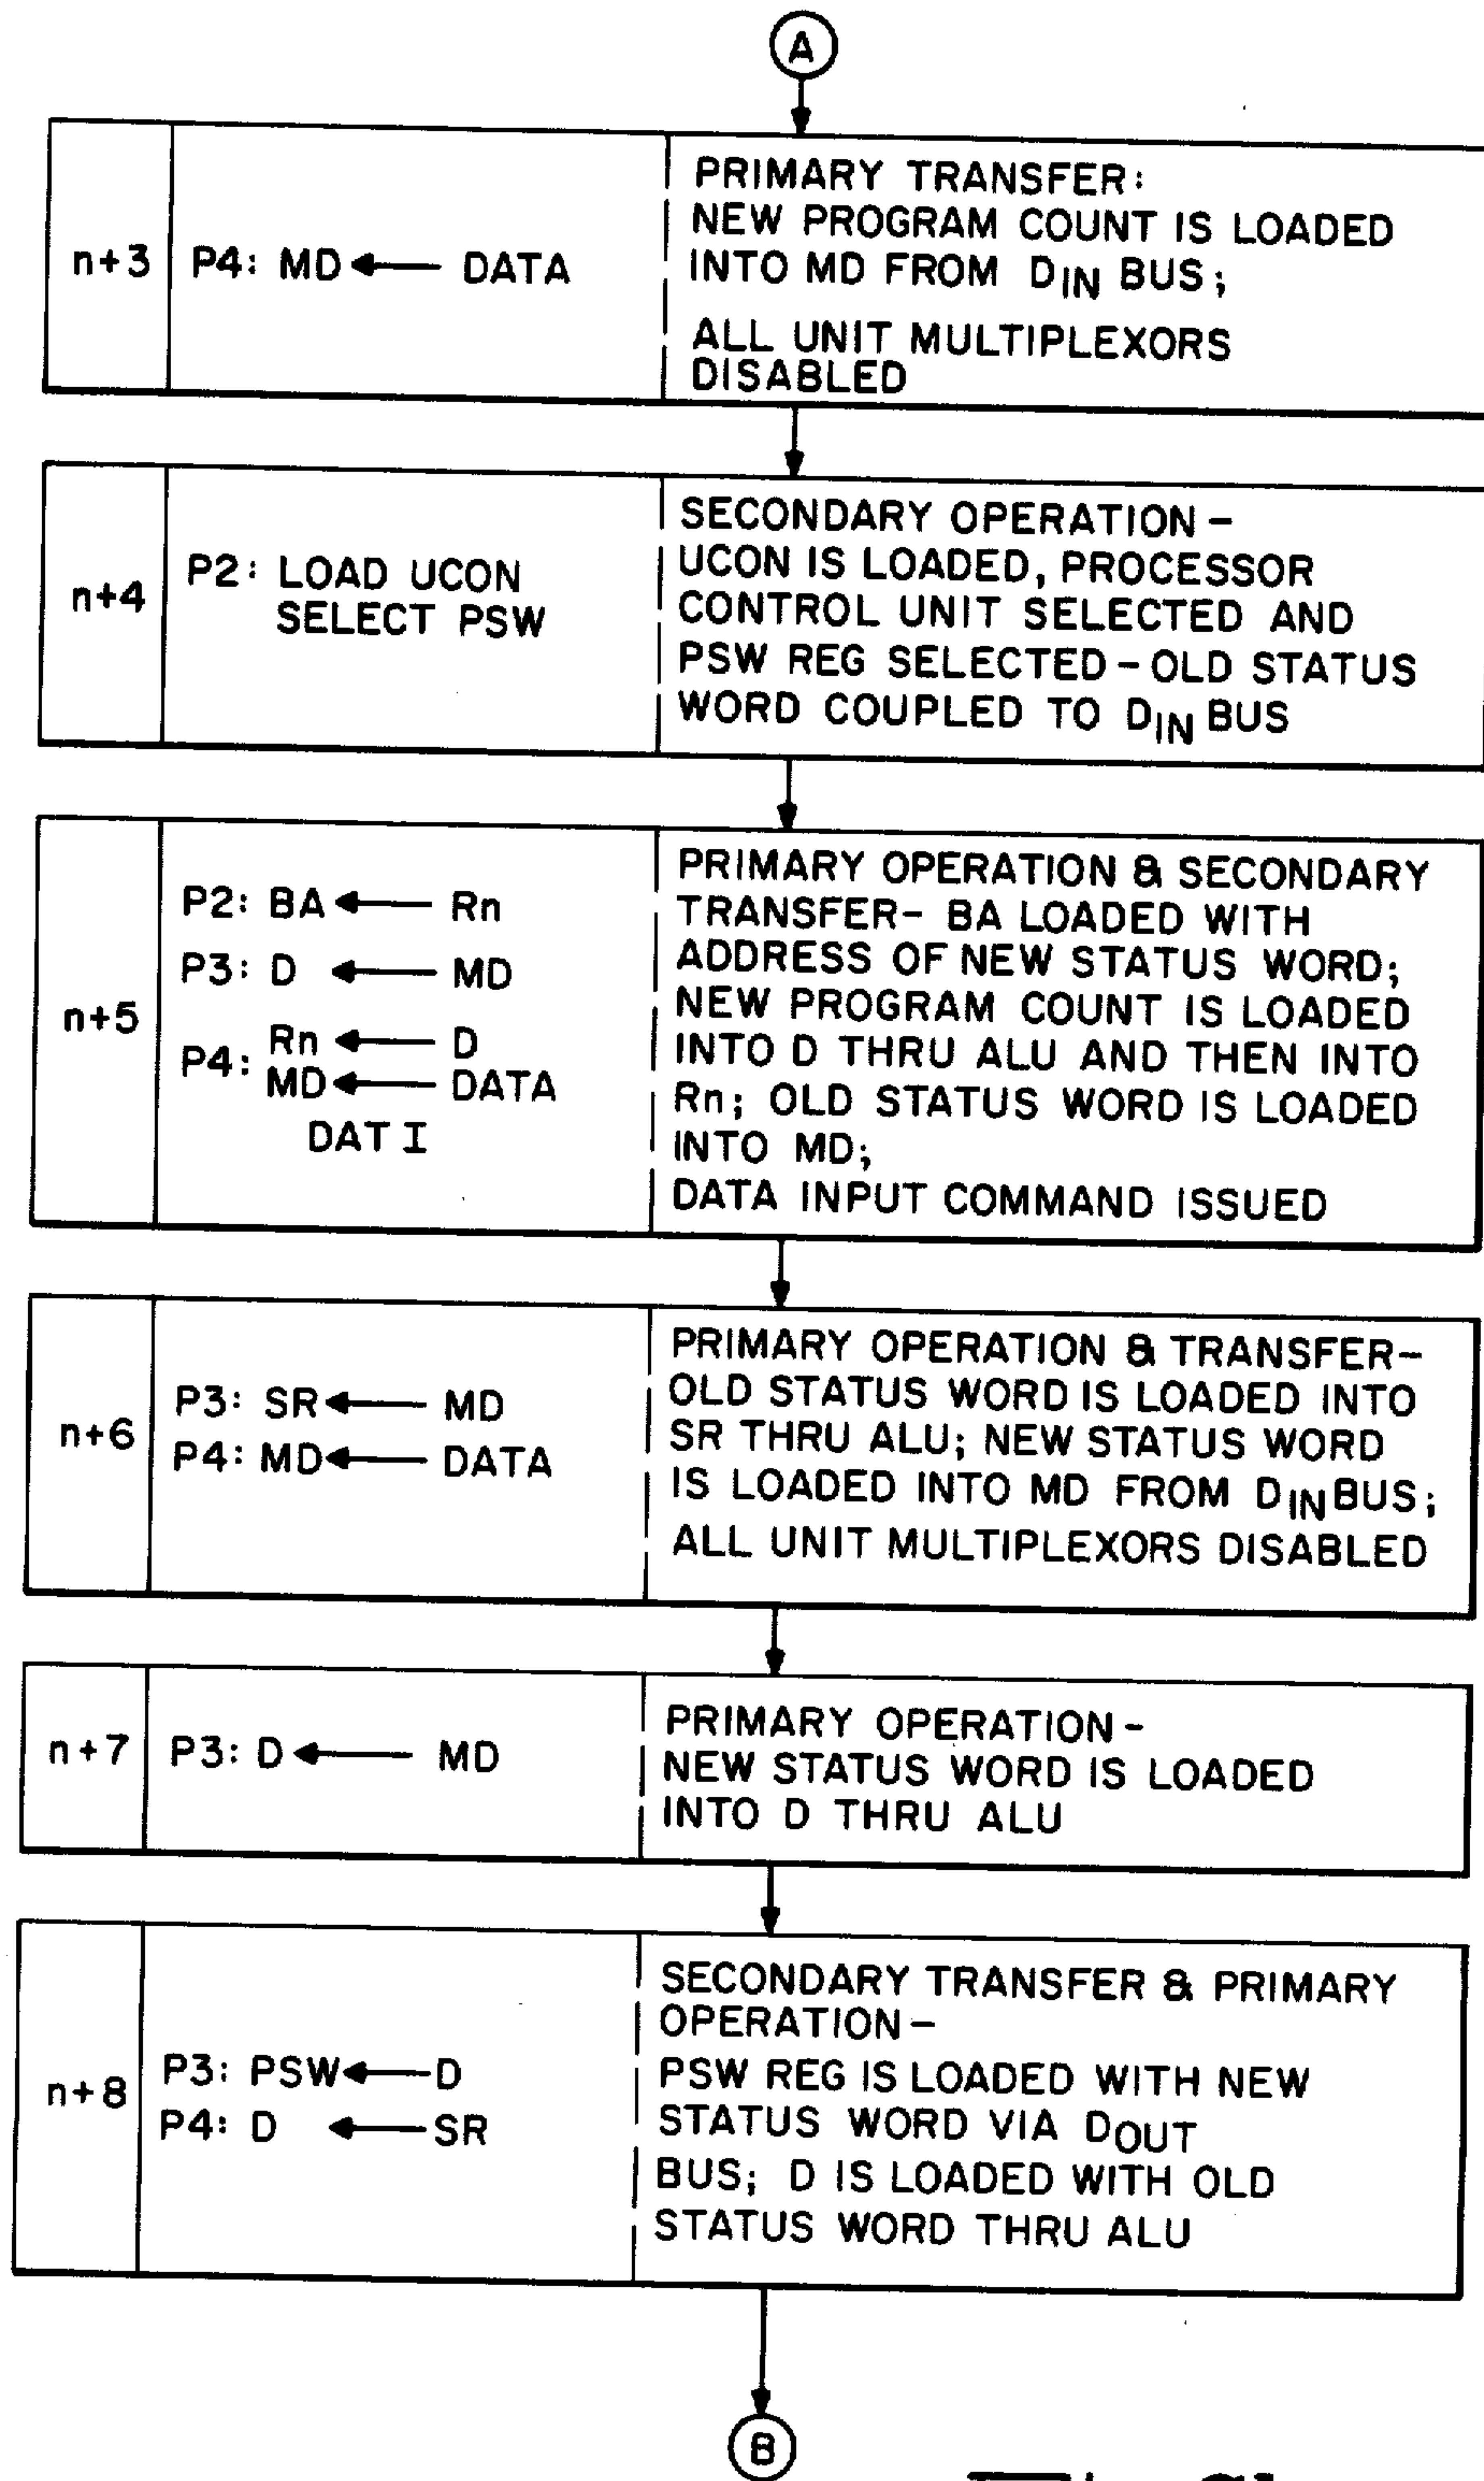 A
n+3
P4: MD ← DATA
PRIMARY TRANSFER:
NEW PROGRAM COUNT IS LOADED
INTO MD FROM DIN BUS;
ALL UNIT MULTIPLEXORS
DISABLED
n+4
P2: LOAD UCON
SELECT PSW
SECONDARY OPERATION –
UCON IS LOADED, PROCESSOR
CONTROL UNIT SELECTED AND
PSW REG SELECTED – OLD STATUS
WORD COUPLED TO DIN BUS
n+5
P2: BA ← Rn
P3: D ← MD
P4: Rn ← D
MD ← DATA
DATI
PRIMARY OPERATION & SECONDARY
TRANSFER– BA LOADED WITH
ADDRESS OF NEW STATUS WORD;
NEW PROGRAM COUNT IS LOADED
INTO D THRU ALU AND THEN INTO
Rn; OLD STATUS WORD IS LOADED
INTO MD;
DATA INPUT COMMAND ISSUED
n+6
P3: SR ← MD
P4: MD ← DATA
PRIMARY OPERATION & TRANSFER–
OLD STATUS WORD IS LOADED INTO
SR THRU ALU; NEW STATUS WORD
IS LOADED INTO MD FROM DIN BUS;
ALL UNIT MULTIPLEXORS DISABLED
n+7
P3: D ← MD
PRIMARY OPERATION –
NEW STATUS WORD IS LOADED
INTO D THRU ALU
n+8
P3: PSW ← D
P4: D ← SR
SECONDARY TRANSFER & PRIMARY
OPERATION –
PSW REG IS LOADED WITH NEW
STATUS WORD VIA DOUT
BUS; D IS LOADED WITH OLD
STATUS WORD THRU ALU
B